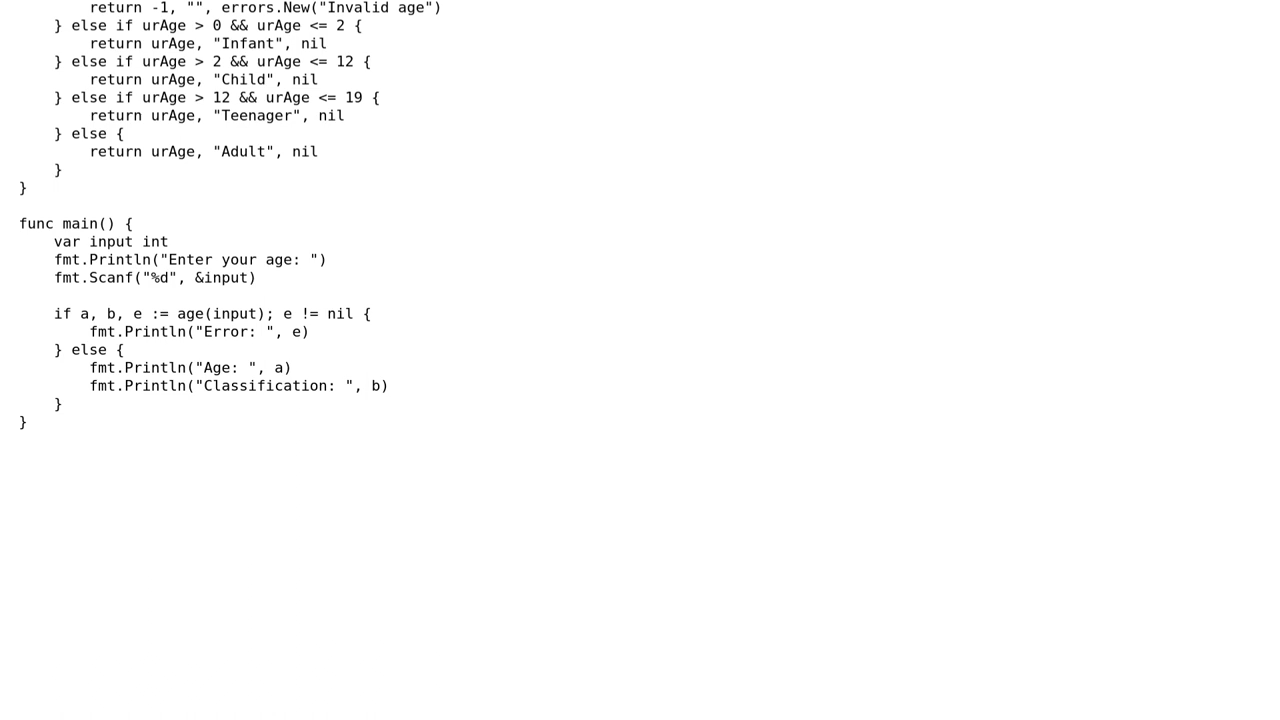 return -1, "", errors.New("Invalid age")
    } else if urAge > 0 && urAge <= 2 {
        return urAge, "Infant", nil
    } else if urAge > 2 && urAge <= 12 {
        return urAge, "Child", nil
    } else if urAge > 12 && urAge <= 19 {
        return urAge, "Teenager", nil
    } else {
        return urAge, "Adult", nil
    }
}

func main() {
    var input int
    fmt.Println("Enter your age: ")
    fmt.Scanf("%d", &input)

    if a, b, e := age(input); e != nil {
        fmt.Println("Error: ", e)
    } else {
        fmt.Println("Age: ", a)
        fmt.Println("Classification: ", b)
    }
}